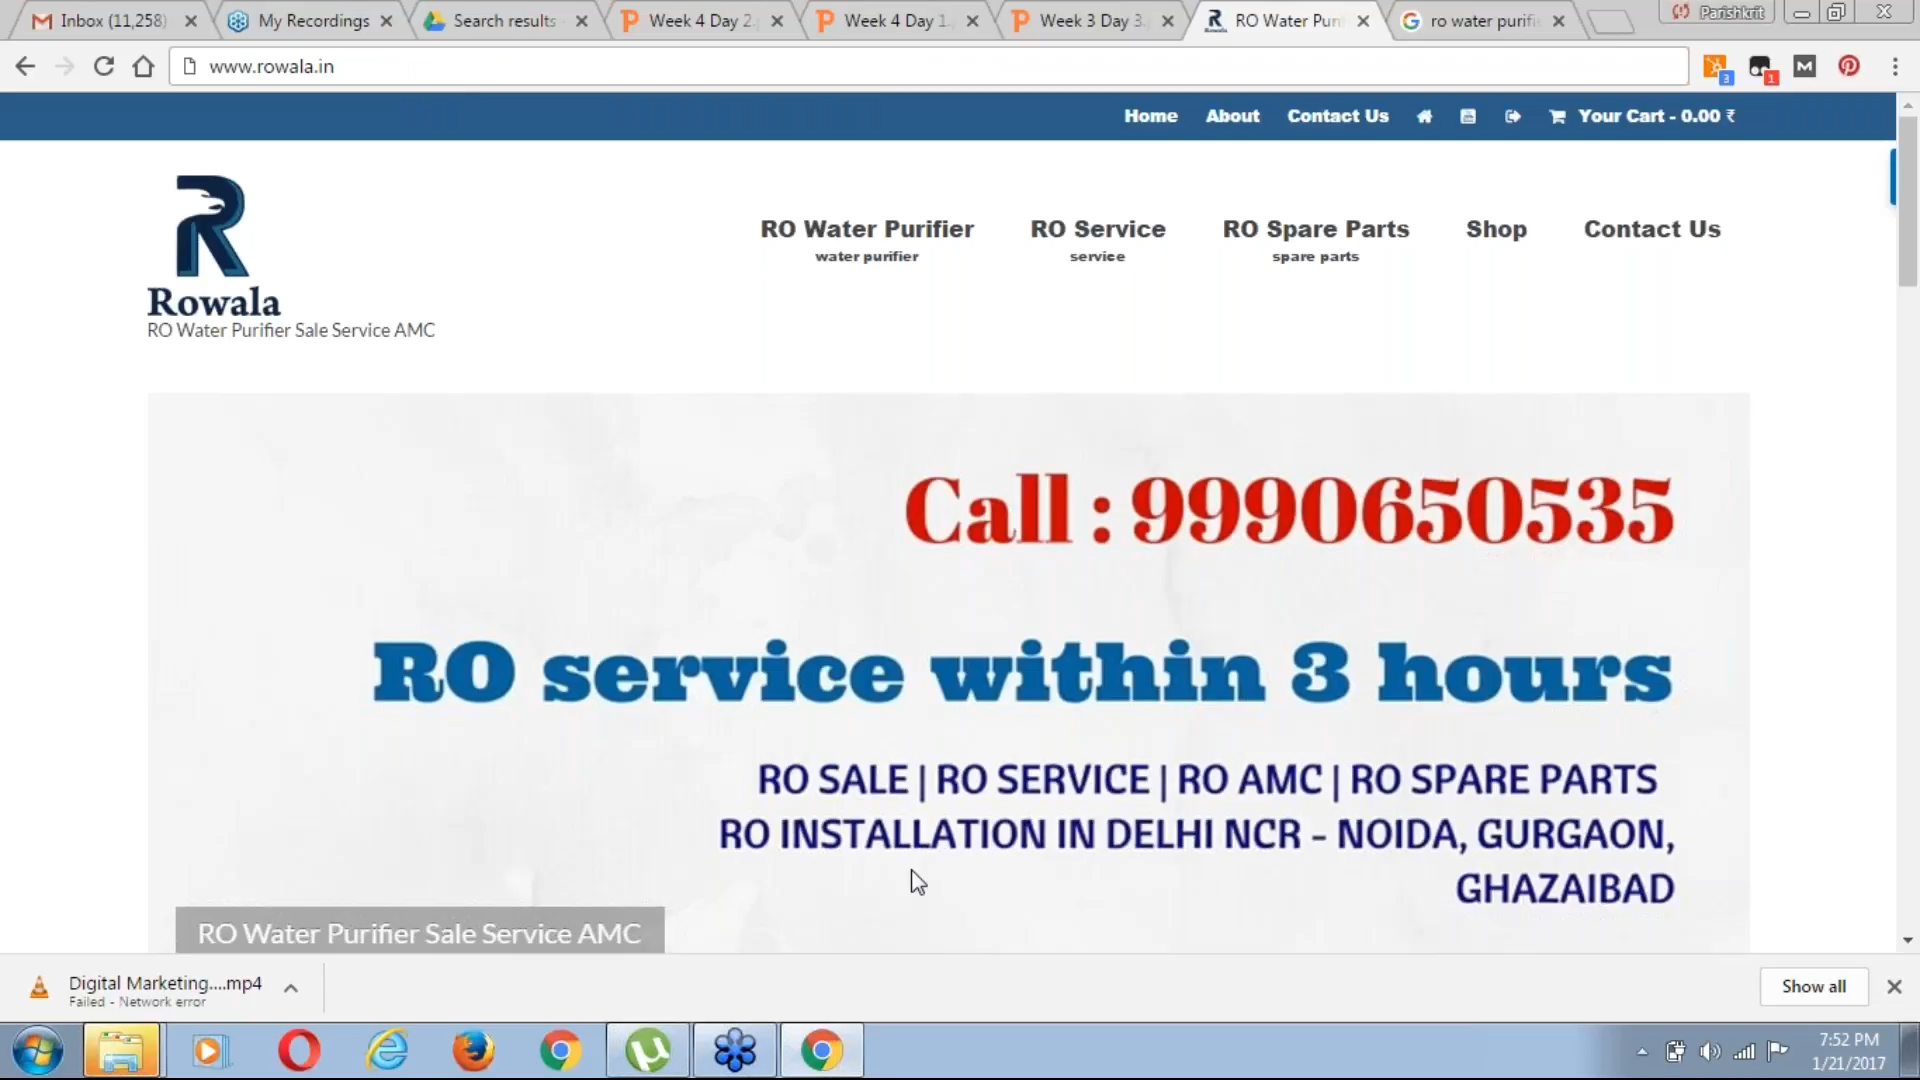 Inbox (11,258)
My Recordings
Search results
Week 4 Day 2.
Week 4 Day 1.
Week 3 Day 3.
RO Water Puri
ro water purifi
Parishkrit
www.rowala.in
3
1
Home About Contact Us Your Cart - 0.00 ₹
RO Water Purifier RO Service RO Spare Parts Shop Contact Us
water purifier service spare parts
Rowala
RO Water Purifier Sale Service AMC
Call : 9990650535
RO service within 3 hours
RO SALE | RO SERVICE | RO AMC | RO SPARE PARTS
RO INSTALLATION IN DELHI NCR – NOIDA, GURGAON,
GHAZAIBAD
RO Water Purifier Sale Service AMC
Digital Marketing....mp4
Failed - Network error
Show all
7:52 PM
1/21/2017